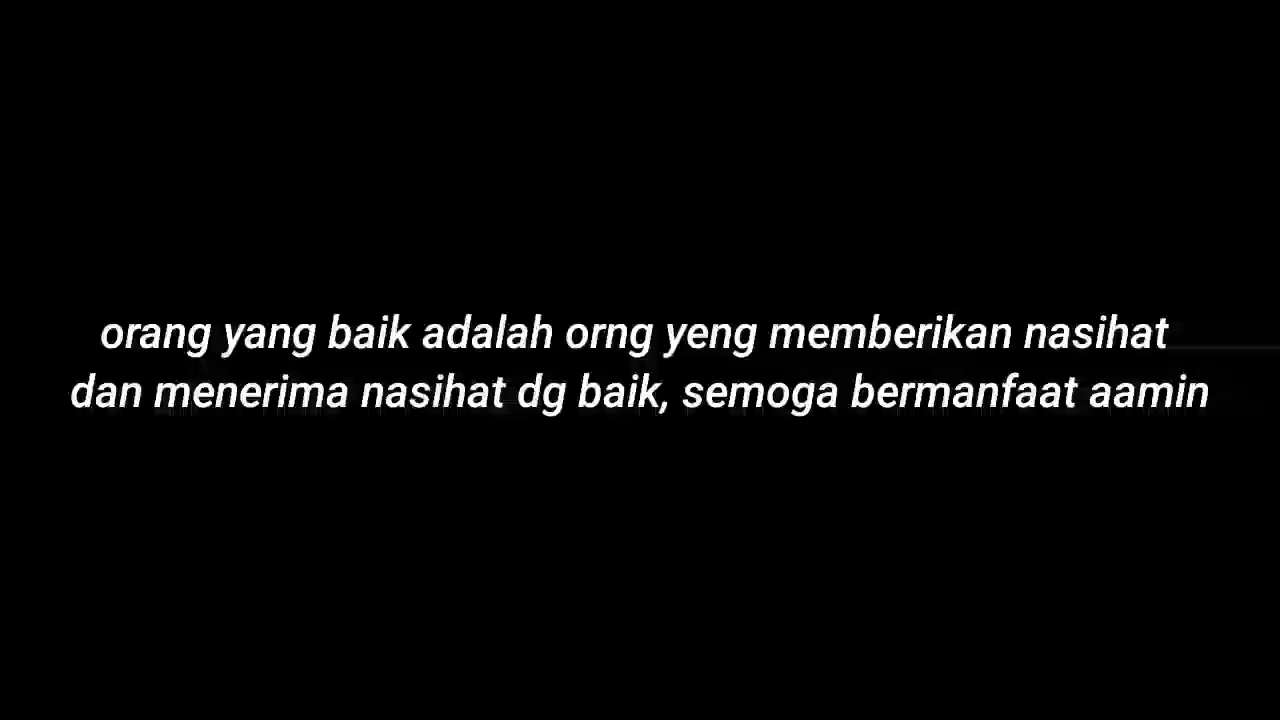 orang yang baik adalah orng yeng memberikan nasihat
dan menerima nasihat dg baik, semoga bermanfaat aamin